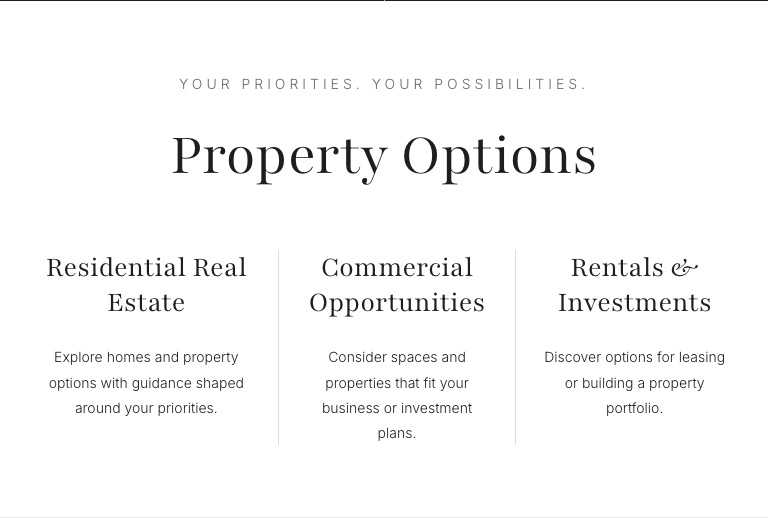 YOUR PRIORITIES. YOUR POSSIBILITIES.
Property Options
Residential Real
Estate
Explore homes and property
options with guidance shaped
around your priorities.
Commercial
Opportunities
Consider spaces and
properties that fit your
business or investment
plans.
Rentals &
Investments
Discover options for leasing
or building a property
portfolio.